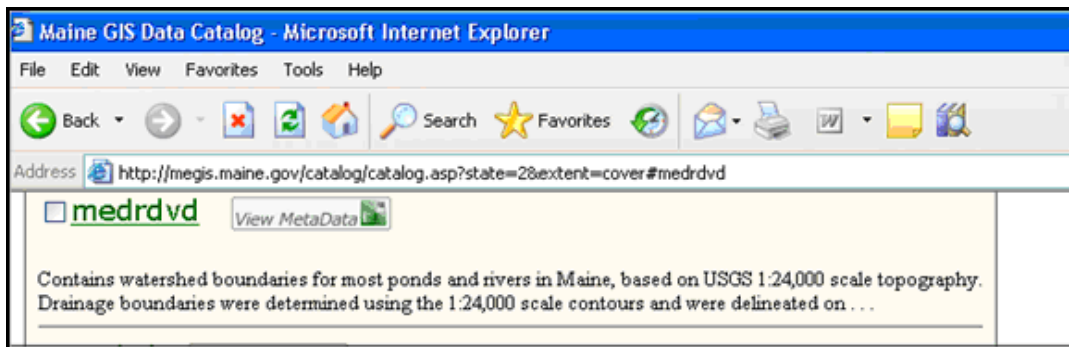 Maine GIS Data Catalog - Microsoft Internet Explorer
File Edit View Favorites Tools Help
Back Search Favorites W
Address http://megis.maine.gov/catalog/catalog.asp?state=2&extent=cover#medrdvd
medrdvd View MetaData
Contains watershed boundaries for most ponds and rivers in Maine, based on USGS 1:24,000 scale topography.
Drainage boundaries were determined using the 1:24,000 scale contours and were delineated on . . .